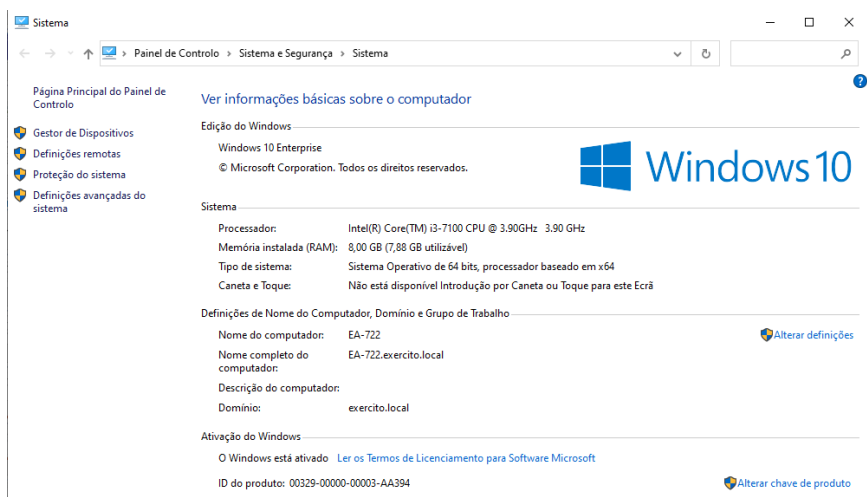 Sistema
Painel de Controlo > Sistema e Segurança > Sistema
Página Principal do Painel de
Controlo
Gestor de Dispositivos
Definições remotas
Proteção do sistema
Definições avançadas do
sistema
Ver informações básicas sobre o computador
Edição do Windows
Windows 10 Enterprise
© Microsoft Corporation. Todos os direitos reservados.
Windows 10
Sistema
Processador: Intel(R) Core(TM) i3-7100 CPU @ 3.90GHz 3.90 GHz
Memória instalada (RAM): 8,00 GB (7,88 GB utilizável)
Tipo de sistema: Sistema Operativo de 64 bits, processador baseado em x64
Caneta e Toque: Não está disponível Introdução por Caneta ou Toque para este Ecrã
Definições de Nome do Computador, Domínio e Grupo de Trabalho
Nome do computador: EA-722
Alterar definições
Nome completo do computador: EA-722.exercito.local
Descrição do computador:
Domínio: exercito.local
Ativação do Windows
O Windows está ativado Ler os Termos de Licenciamento para Software Microsoft
ID do produto: 00329-00000-00003-AA394
Alterar chave de produto